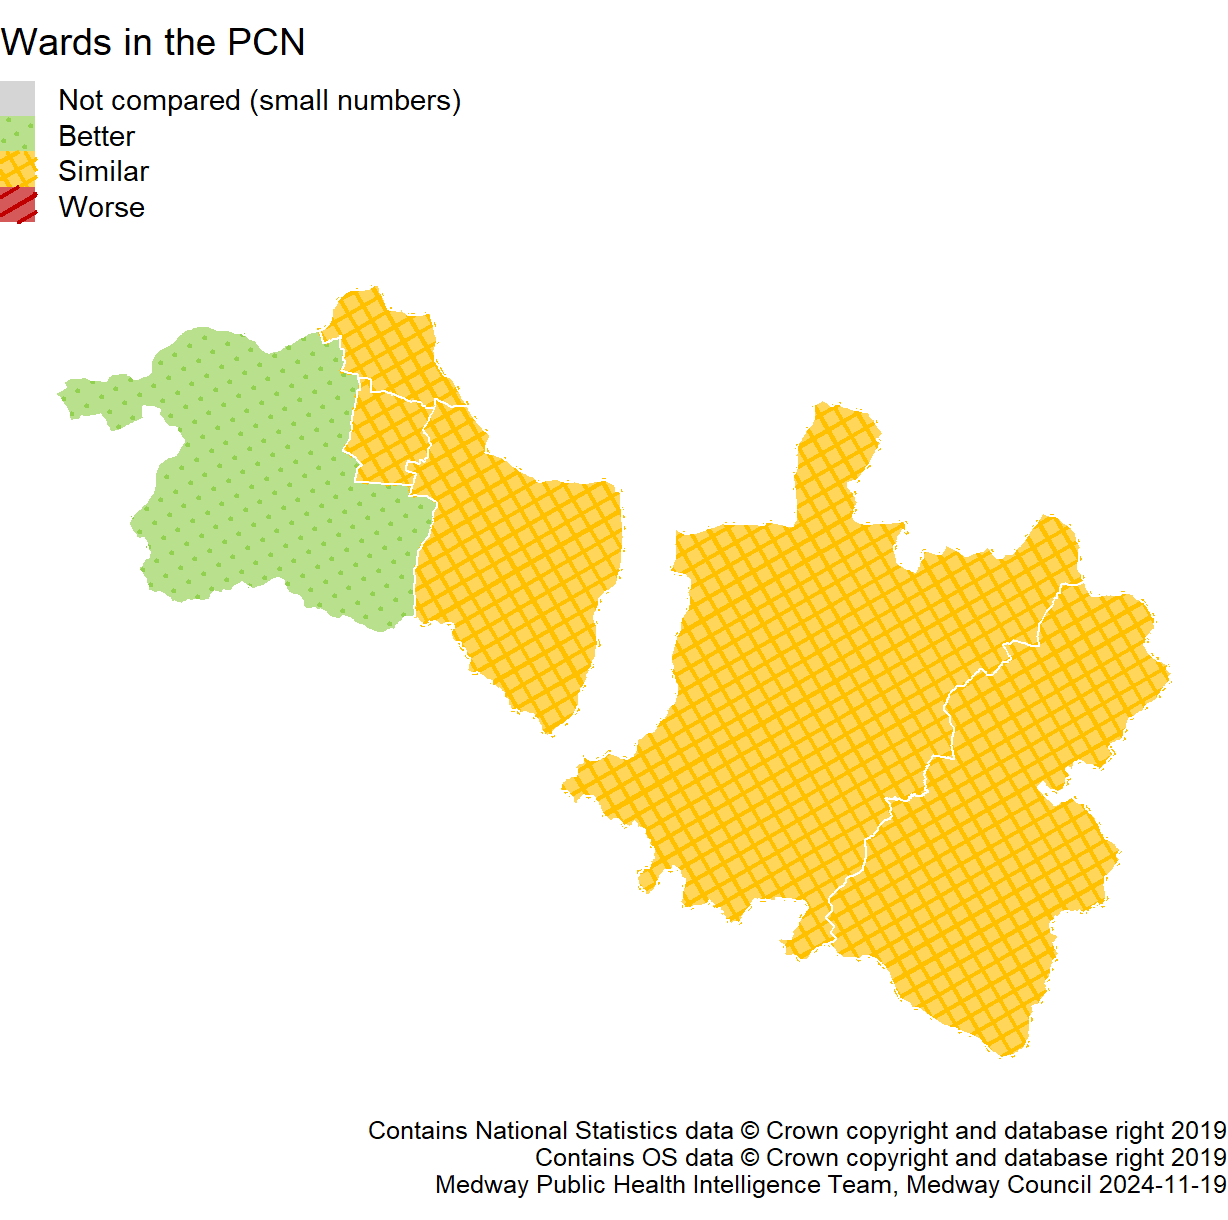 Wards in the PCN
Not compared (small numbers)
Better
Similar
Worse
Contains National Statistics data © Crown copyright and database right 2019
Contains OS data © Crown copyright and database right 2019
Medway Public Health Intelligence Team, Medway Council 2024-11-19